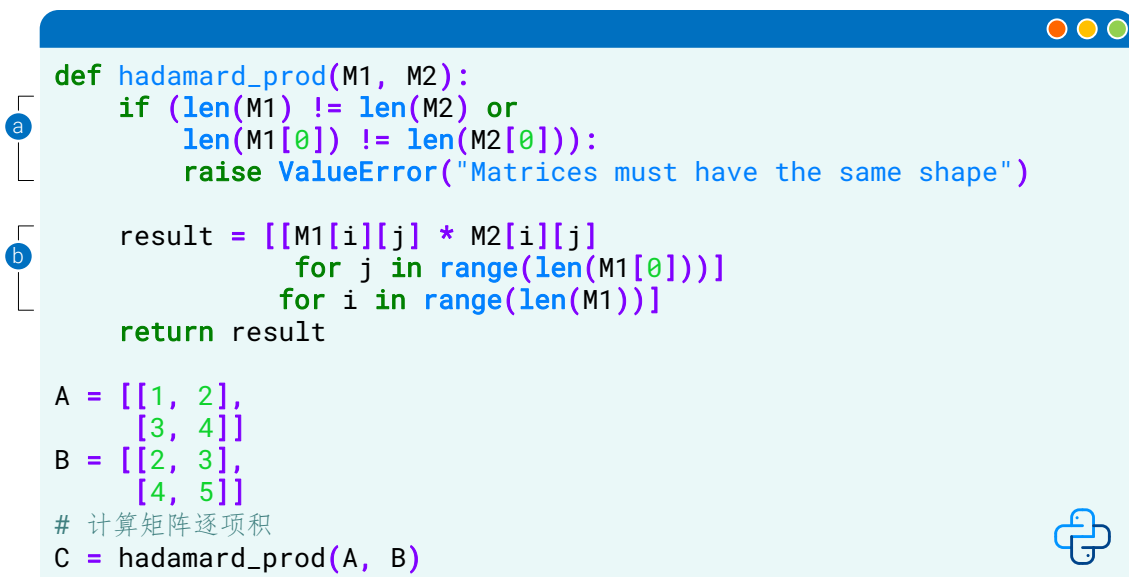 def hadamard_prod(M1, M2):
a
    if (len(M1) != len(M2) or
        len(M1[0]) != len(M2[0])):
        raise ValueError("Matrices must have the same shape")
b
    result = [[M1[i][j] * M2[i][j]
               for j in range(len(M1[0]))]
              for i in range(len(M1))]
    return result
A = [[1, 2],
     [3, 4]]
B = [[2, 3],
     [4, 5]]
# 计算矩阵逐项积
C = hadamard_prod(A, B)